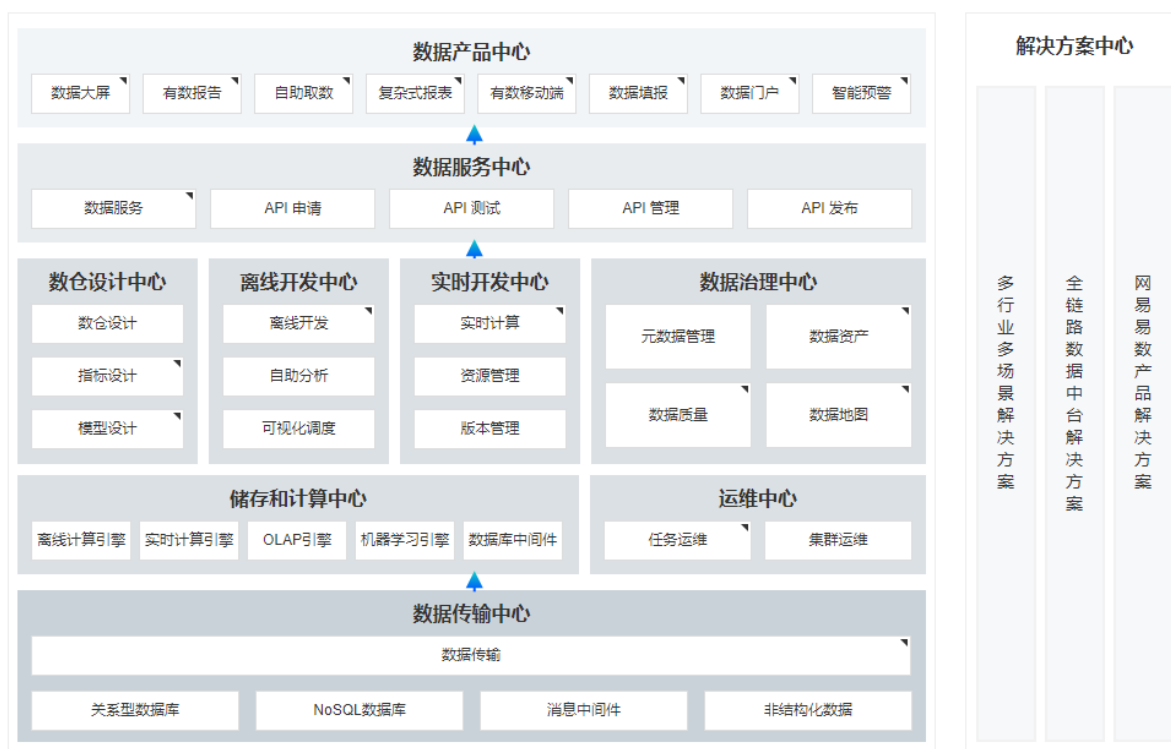 数据产品中心
数据大屏
有数报告
自助取数
复杂式报表
有数移动端
数据填报
数据门户
智能预警
数据服务中心
数据服务
API 申请
API 测试
API 管理
API 发布
数仓设计中心
数仓设计
指标设计
模型设计
离线开发中心
离线开发
自助分析
可视化调度
实时开发中心
实时计算
资源管理
版本管理
数据治理中心
元数据管理
数据资产
数据质量
数据地图
储存和计算中心
离线计算引擎
实时计算引擎
OLAP引擎
机器学习引擎
数据库中间件
运维中心
任务运维
集群运维
数据传输中心
数据传输
关系型数据库
NoSQL数据库
消息中间件
非结构化数据
解决方案中心
多行业多场景解决方案
全链路数据中台解决方案
网易易数产品解决方案